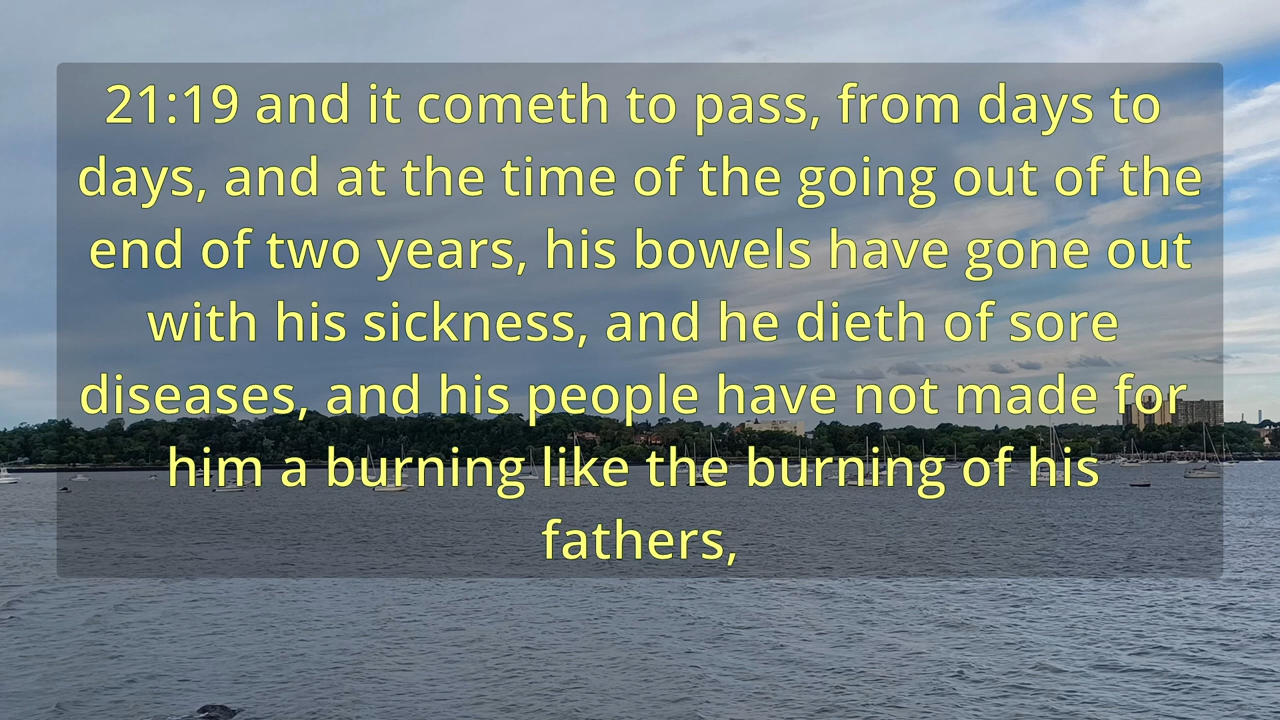 21:19 and it cometh to pass, from days to
days, and at the time of the going out of the
end of two years, his bowels have gone out
with his sickness, and he dieth of sore
diseases, and his people have not made for
him a burning like the burning of his
fathers,